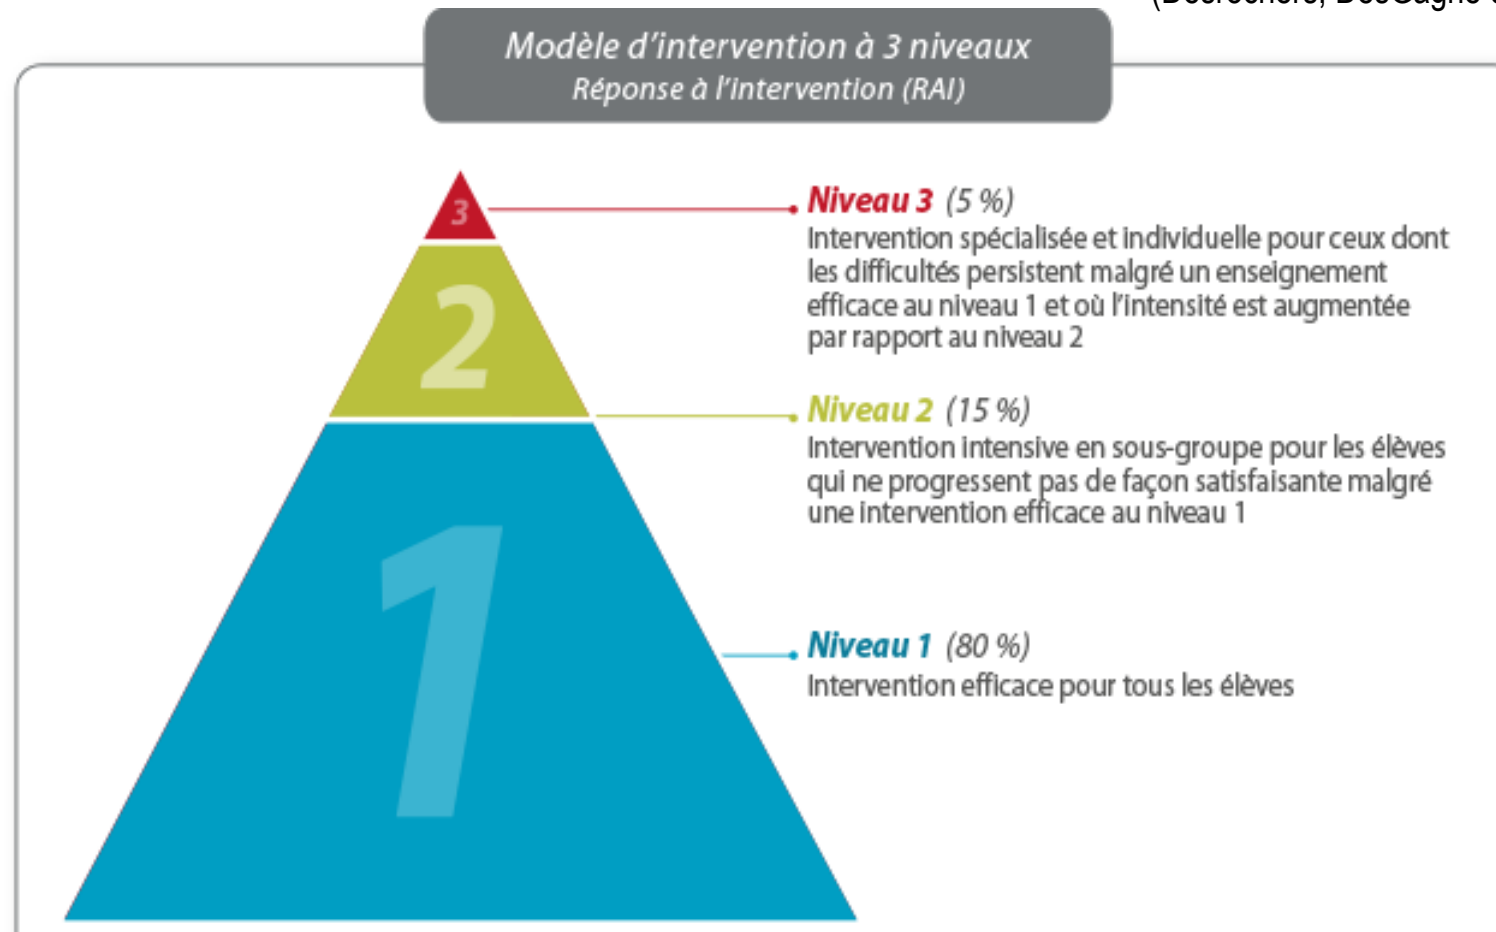 Modèle d'intervention à 3 niveaux
Réponse à l'intervention (RAI)
3
Niveau 3 (5 %)
Intervention spécialisée et individuelle pour ceux dont
les difficultés persistent malgré un enseignement
efficace au niveau 1 et où l'intensité est augmentée
par rapport au niveau 2
2
Niveau 2 (15 %)
Intervention intensive en sous-groupe pour les élèves
qui ne progressent pas de façon satisfaisante malgré
une intervention efficace au niveau 1
1
Niveau 1 (80 %)
Intervention efficace pour tous les élèves